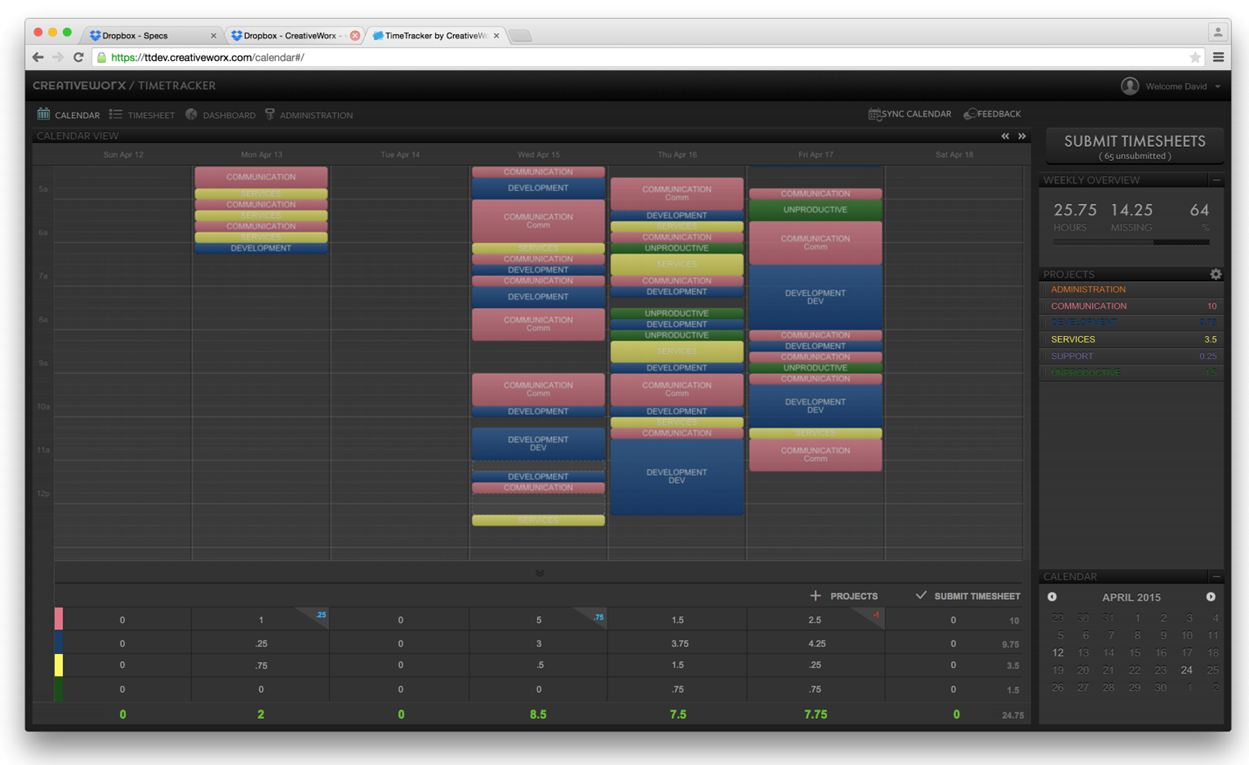 Dropbox - Specs
Dropbox - CreativeWorx -
TimeTracker by CreativeW
https://ttdev.creativeworx.com/calendar#/
CREATIVEWORX / TIMETRACKER
Welcome David
CALENDAR TIMESHEET DASHBOARD ADMINISTRATION
SYNC CALENDAR FEEDBACK
CALENDAR VIEW
« »
Sun Apr 12 Mon Apr 13 Tue Apr 14 Wed Apr 15 Thu Apr 16 Fri Apr 17 Sat Apr 18
5a
6a
7a
8a
9a
10a
11a
12p
COMMUNICATION
SERVICES
COMMUNICATION
SERVICES
COMMUNICATION
SERVICES
DEVELOPMENT
COMMUNICATION
DEVELOPMENT
COMMUNICATION
Comm
SERVICES
COMMUNICATION
DEVELOPMENT
COMMUNICATION
DEVELOPMENT
COMMUNICATION
Comm
COMMUNICATION
Comm
DEVELOPMENT
DEVELOPMENT
DEV
DEVELOPMENT
COMMUNICATION
SERVICES
COMMUNICATION
Comm
DEVELOPMENT
SERVICES
COMMUNICATION
UNPRODUCTIVE
SERVICES
COMMUNICATION
DEVELOPMENT
UNPRODUCTIVE
DEVELOPMENT
UNPRODUCTIVE
SERVICES
DEVELOPMENT
COMMUNICATION
Comm
DEVELOPMENT
SERVICES
COMMUNICATION
DEVELOPMENT
DEV
COMMUNICATION
UNPRODUCTIVE
COMMUNICATION
Comm
DEVELOPMENT
DEV
COMMUNICATION
DEVELOPMENT
COMMUNICATION
UNPRODUCTIVE
COMMUNICATION
DEVELOPMENT
DEV
SERVICES
COMMUNICATION
Comm
+ PROJECTS SUBMIT TIMESHEET
0 1 .25 0 5 .75 1.5 2.5 -1 0 10
0 .25 0 3 3.75 4.25 0 9.75
0 .75 0 .5 1.5 .25 0 3.5
0 0 0 0 .75 .75 0 1.5
0 2 0 8.5 7.5 7.75 0 24.75
SUBMIT TIMESHEETS
( 65 unsubmitted )
WEEKLY OVERVIEW
25.75 14.25 64
HOURS MISSING %
PROJECTS
ADMINISTRATION
COMMUNICATION 10
DEVELOPMENT 9.75
SERVICES 3.5
SUPPORT 0.25
UNPRODUCTIVE 1.5
CALENDAR
APRIL 2015
29 30 31 1 2 3 4
5 6 7 8 9 10 11
12 13 14 15 16 17 18
19 20 21 22 23 24 25
26 27 28 29 30 1 2